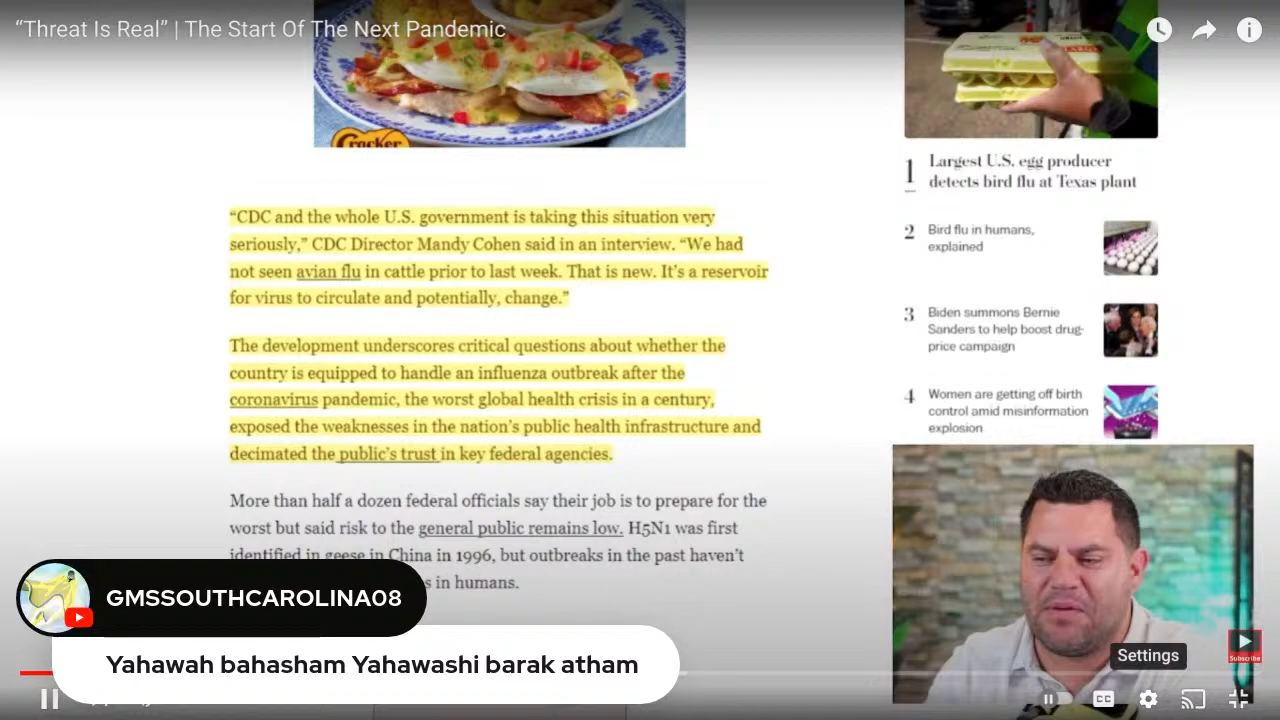 “Threat Is Real” | The Start Of The Next Pandemic
Cracker
“CDC and the whole U.S. government is taking this situation very
seriously,” CDC Director Mandy Cohen said in an interview. “We had
not seen avian flu in cattle prior to last week. That is new. It’s a reservoir
for virus to circulate and potentially, change.”
The development underscores critical questions about whether the
country is equipped to handle an influenza outbreak after the
coronavirus pandemic, the worst global health crisis in a century,
exposed the weaknesses in the nation’s public health infrastructure and
decimated the public’s trust in key federal agencies.
More than half a dozen federal officials say their job is to prepare for the
worst but said risk to the general public remains low. H5N1 was first
identified in geese in China in 1996, but outbreaks in the past haven’t
s in humans.
1
Largest U.S. egg producer
detects bird flu at Texas plant
2
Bird flu in humans,
explained
3
Biden summons Bernie
Sanders to help boost drug-
price campaign
4
Women are getting off birth
control amid misinformation
explosion
GMSSOUTHCAROLINA08
Yahawah bahasham Yahawashi barak atham
Subscribe
Settings
CC